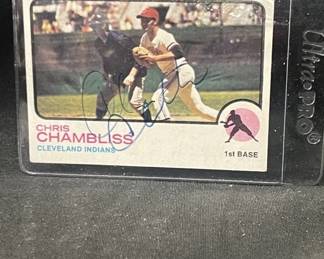 CHRIS
CHAMBLISS
CLEVELAND INDIANS
1st BASE
Ultra•PRO®